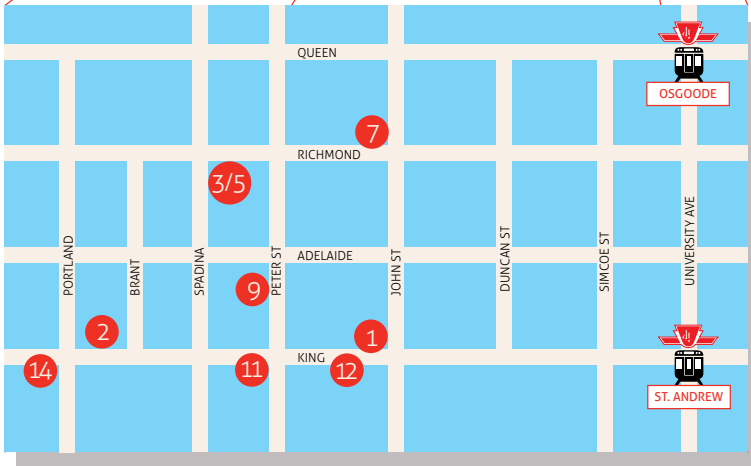 QUEEN
OSGOODE
7
RICHMOND
3/5
PORTLAND
BRANT
SPADINA
PETER ST
ADELAIDE
JOHN ST
DUNCAN ST
SIMCOE ST
UNIVERSITY AVE
9
2
1
KING
14
11
12
ST. ANDREW